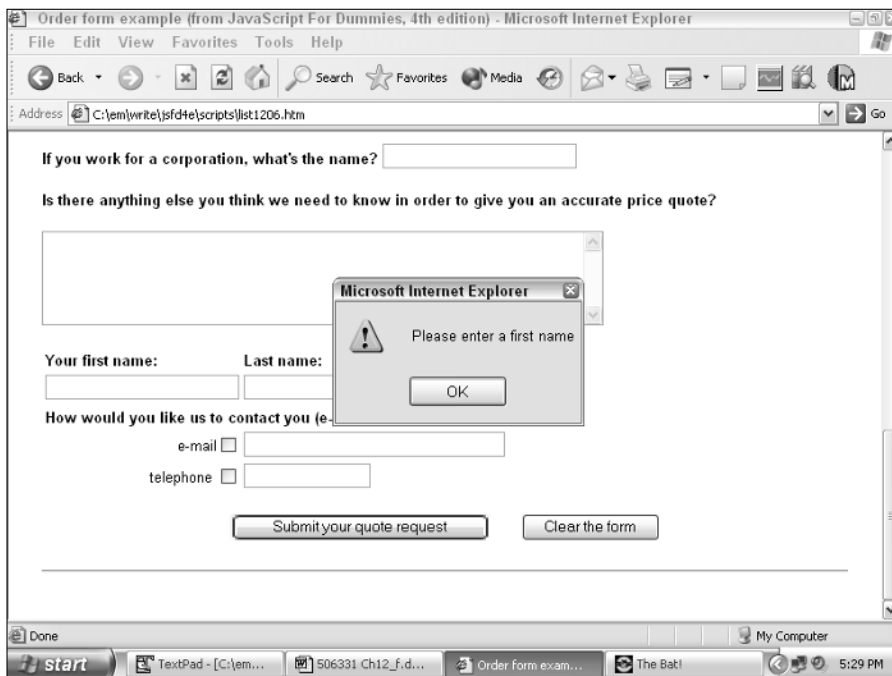 Order form example (from JavaScript For Dummies, 4th edition) - Microsoft Internet Explorer
File Edit View Favorites Tools Help
Back Search Favorites Media
Address C:\em\write\jsfd4e\scripts\list1206.htm Go
If you work for a corporation, what's the name?
Is there anything else you think we need to know in order to give you an accurate price quote?
Microsoft Internet Explorer
Please enter a first name
OK
Your first name: Last name:
How would you like us to contact you (e-
e-mail
telephone
Submit your quote request Clear the form
Done My Computer
start TextPad - [C:\em... 506331 Ch12_f.d... Order form exam... The Bat! 5:29 PM